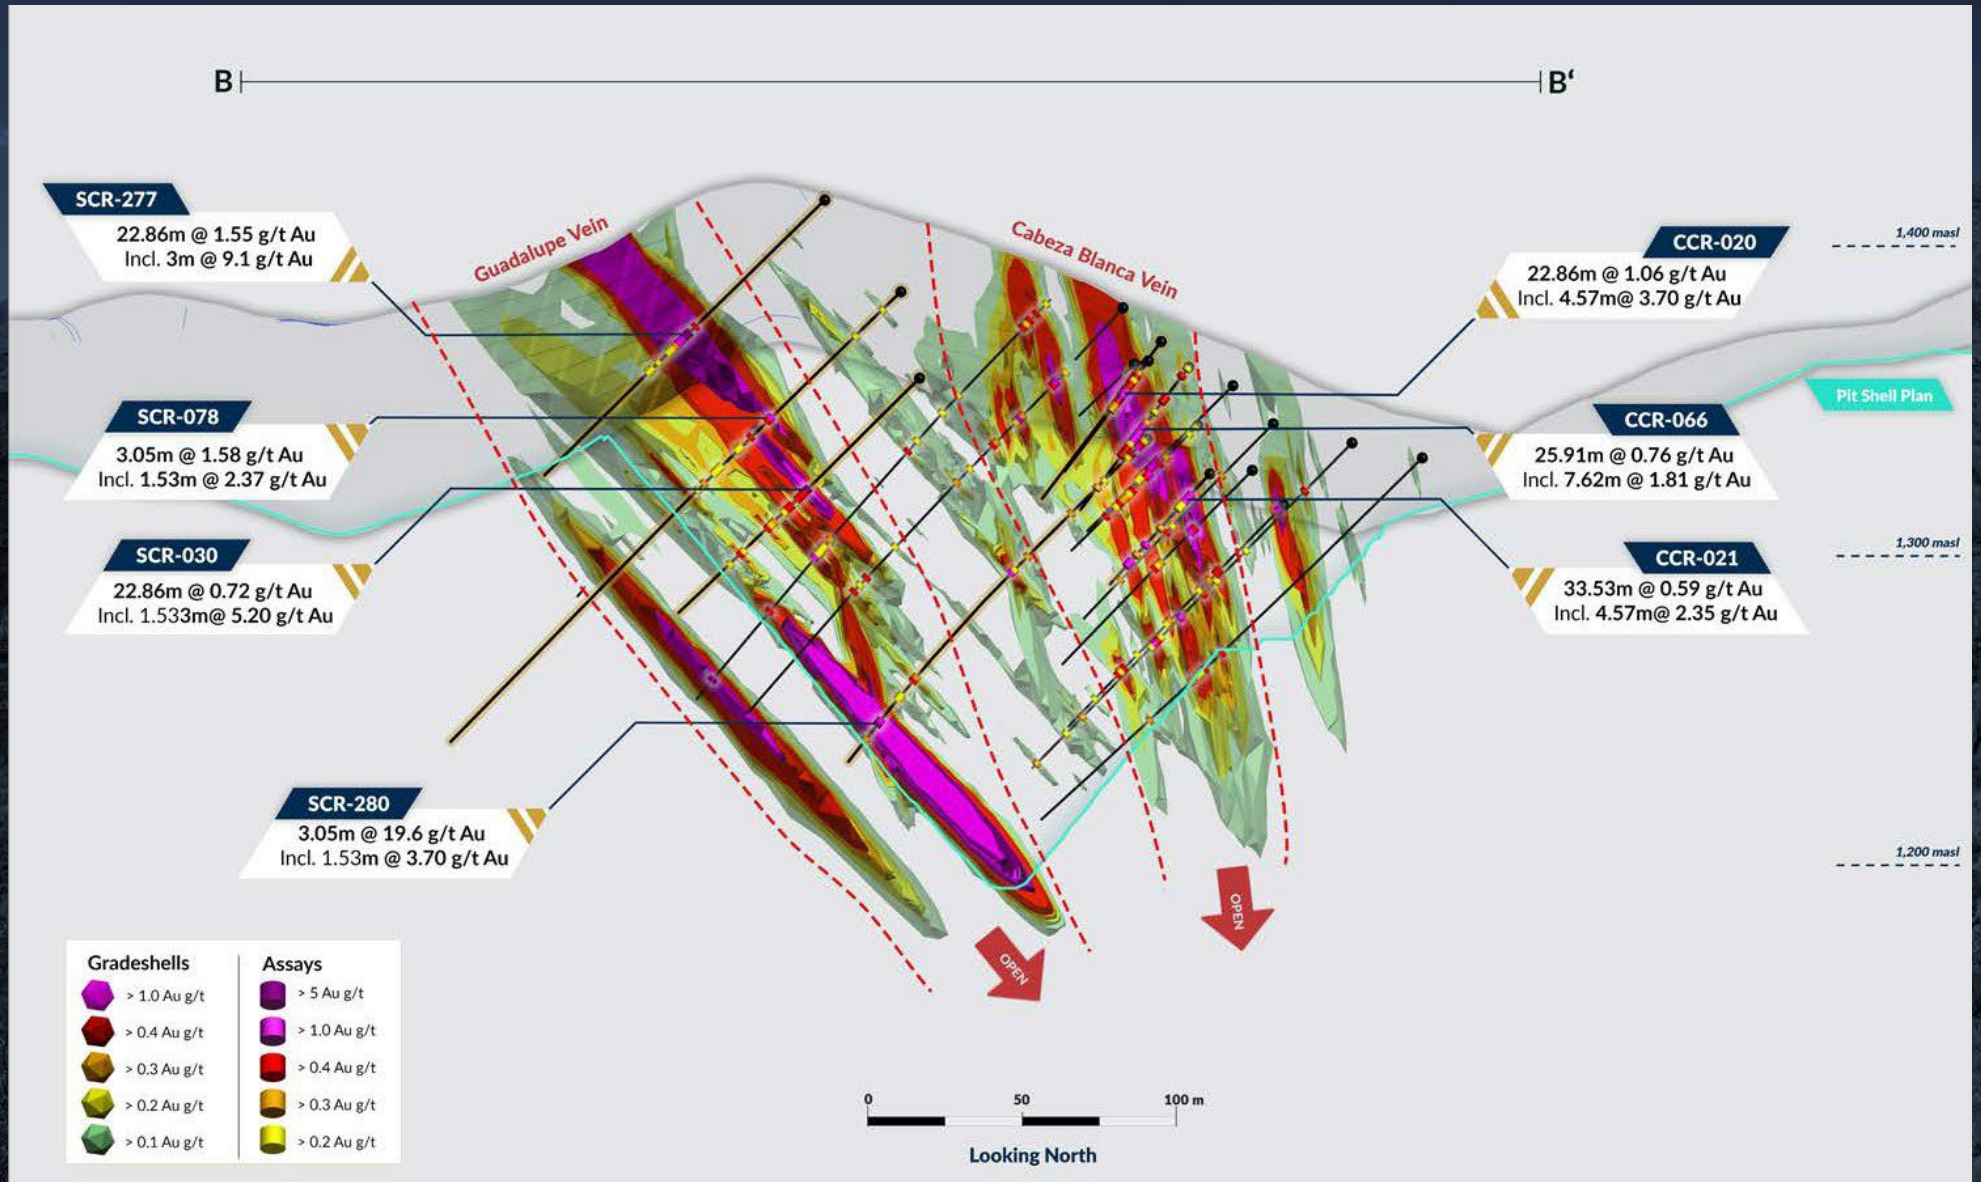 B
B‘
SCR-277
22.86m @ 1.55 g/t Au
Incl. 3m @ 9.1 g/t Au
Guadalupe Vein
Cabeza Blanca Vein
CCR-020
22.86m @ 1.06 g/t Au
Incl. 4.57m@ 3.70 g/t Au
1,400 masl
Pit Shell Plan
SCR-078
3.05m @ 1.58 g/t Au
Incl. 1.53m @ 2.37 g/t Au
CCR-066
25.91m @ 0.76 g/t Au
Incl. 7.62m @ 1.81 g/t Au
SCR-030
22.86m @ 0.72 g/t Au
Incl. 1.533m@ 5.20 g/t Au
1,300 masl
CCR-021
33.53m @ 0.59 g/t Au
Incl. 4.57m@ 2.35 g/t Au
SCR-280
3.05m @ 19.6 g/t Au
Incl. 1.53m @ 3.70 g/t Au
1,200 masl
OPEN
OPEN
Gradeshells
> 1.0 Au g/t
> 0.4 Au g/t
> 0.3 Au g/t
> 0.2 Au g/t
> 0.1 Au g/t
Assays
> 5 Au g/t
> 1.0 Au g/t
> 0.4 Au g/t
> 0.3 Au g/t
> 0.2 Au g/t
0 50 100 m
Looking North